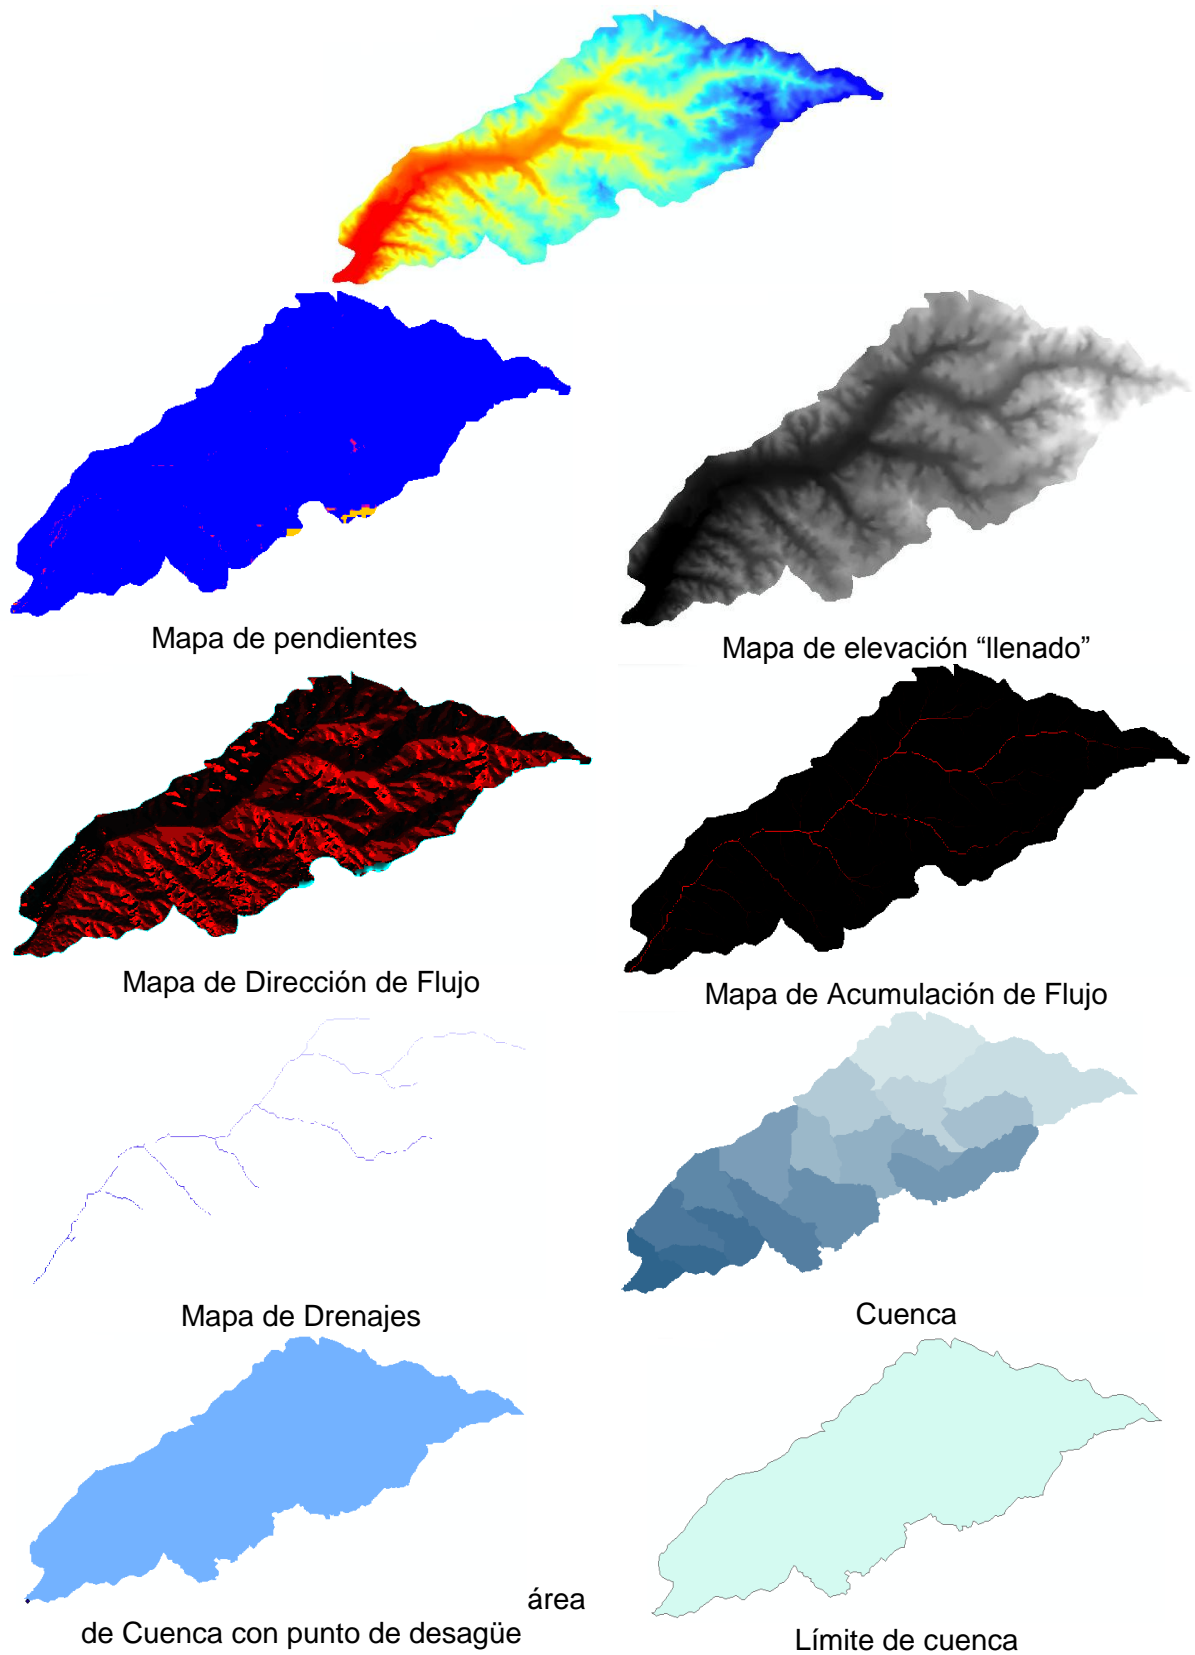 Mapa de pendientes
Mapa de elevación “llenado”
Mapa de Dirección de Flujo
Mapa de Acumulación de Flujo
Mapa de Drenajes
Cuenca
área
de Cuenca con punto de desagüe
Límite de cuenca